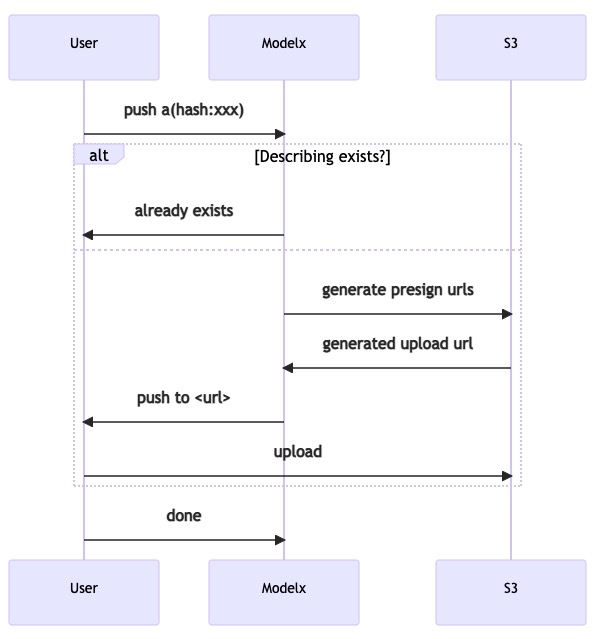 User Modelx S3
push a(hash:xxx)
alt [Describing exists?]
already exists
generate presign urls
generated upload url
push to <url>
upload
done
User Modelx S3